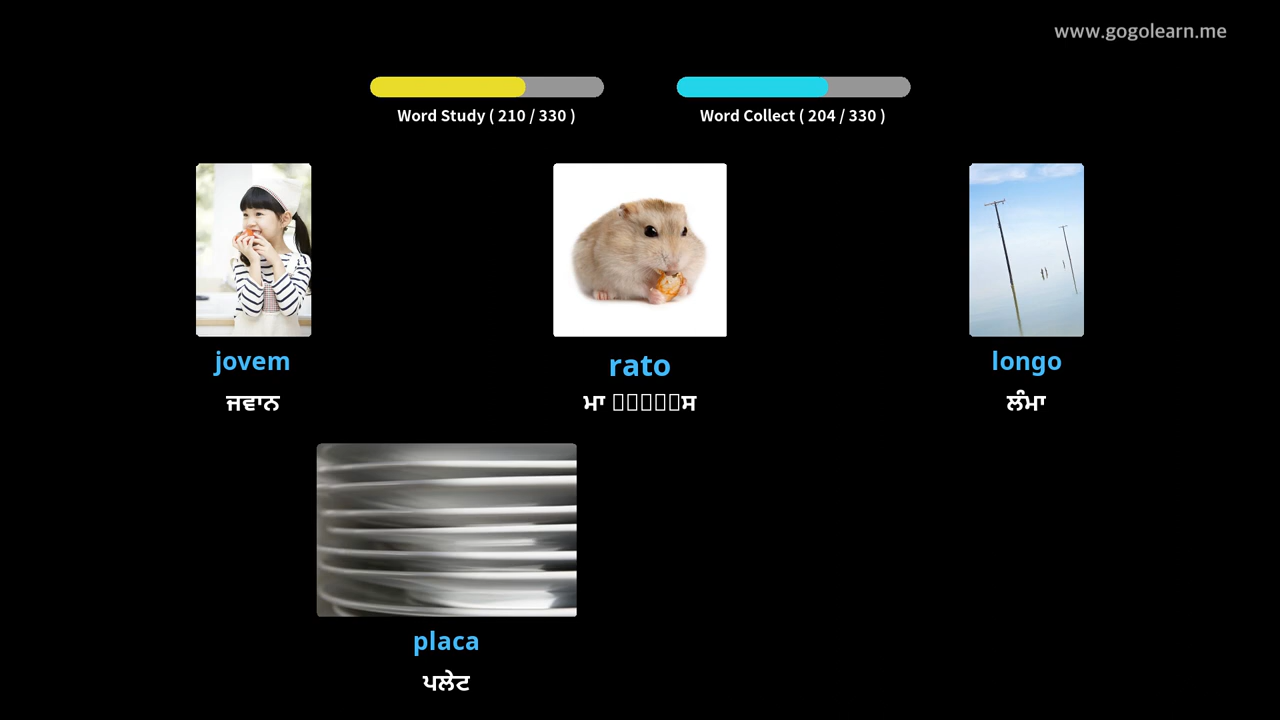 www.gogolearn.me
Word Study ( 210 / 330 )
Word Collect ( 204 / 330 )
jovem
rato
longo
ਜਵਾਨ
ਮਾ ਸ
ਲੰਮਾ
placa
ਪਲੇਟ